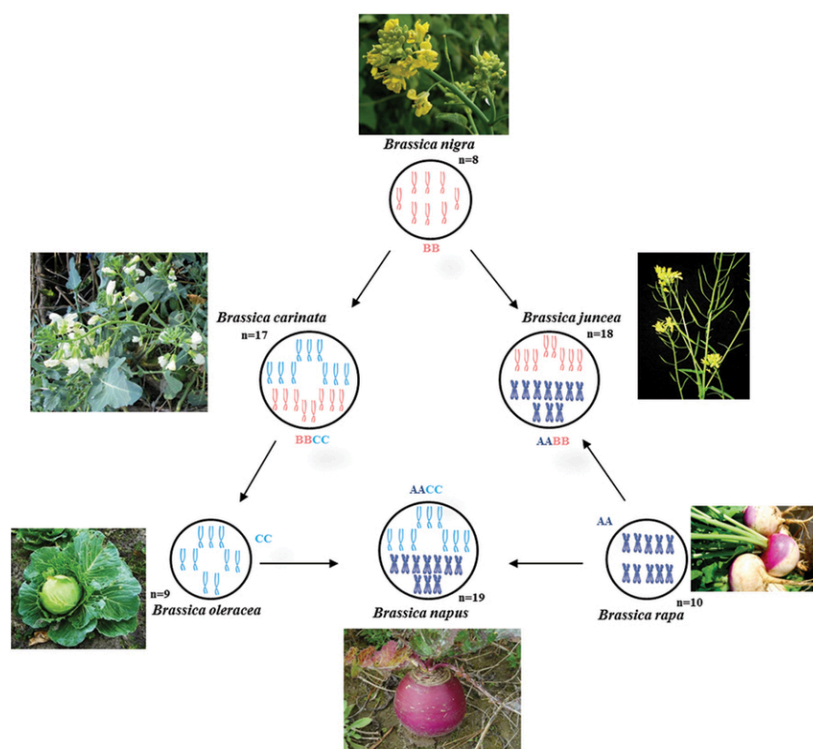 Brassica nigra
n=8
BB
Brassica carinata
n=17
BBCC
Brassica juncea
n=18
AABB
CC
n=9
Brassica oleracea
AACC
Brassica napus
n=19
AA
n=10
Brassica rapa